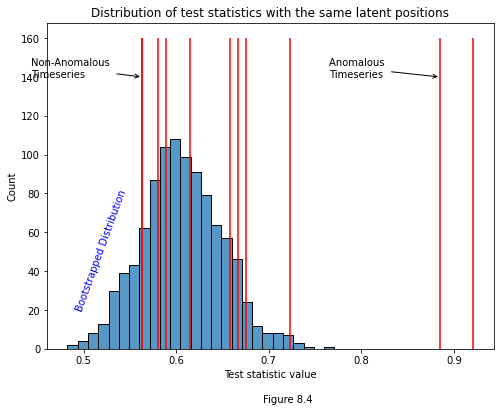 Distribution of test statistics with the same latent positions
160
140
120
100
80
60
40
20
0
Count
Non-Anomalous
Timeseries
Anomalous
Timeseries
Bootstrapped Distribution
0.5 0.6 0.7 0.8 0.9
Test statistic value
Figure 8.4